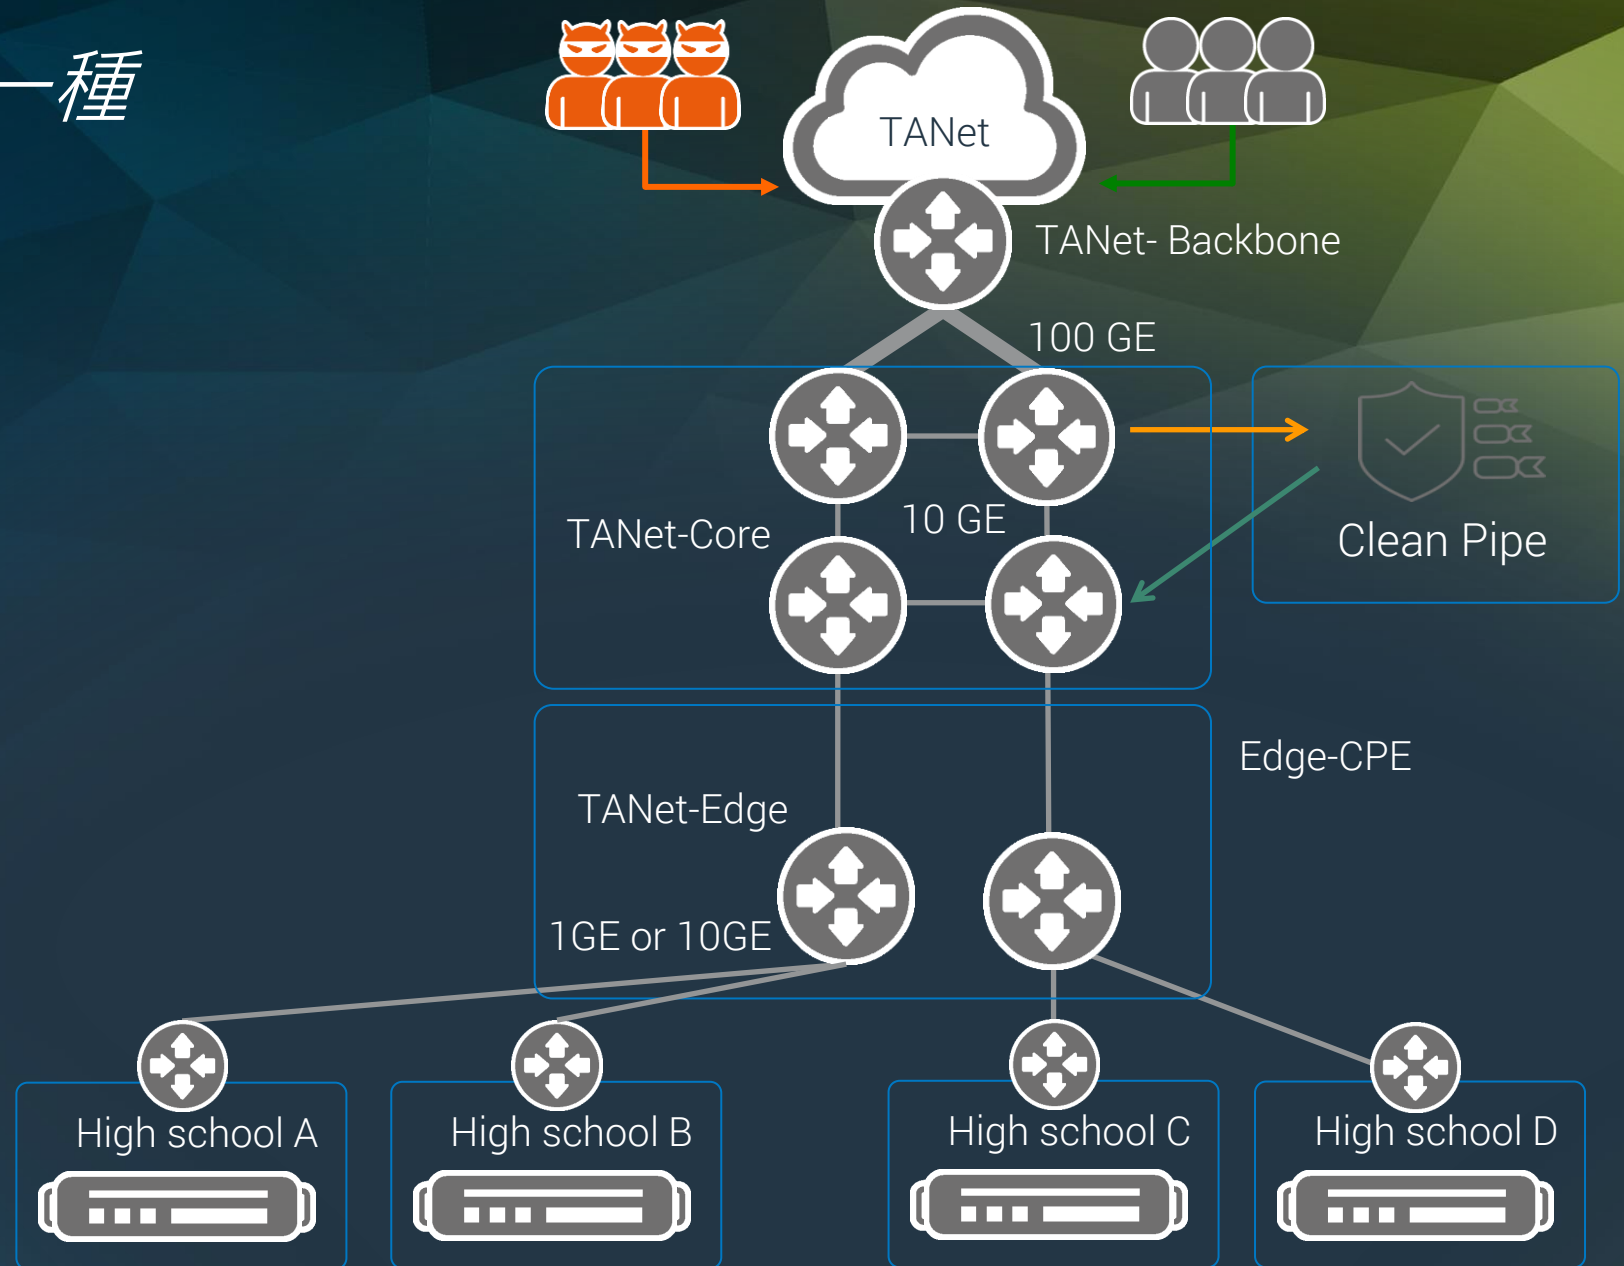 一種
TANet
TANet- Backbone
100 GE
10 GE
TANet-Core
Clean Pipe
Edge-CPE
TANet-Edge
1GE or 10GE
High school A
High school B
High school C
High school D